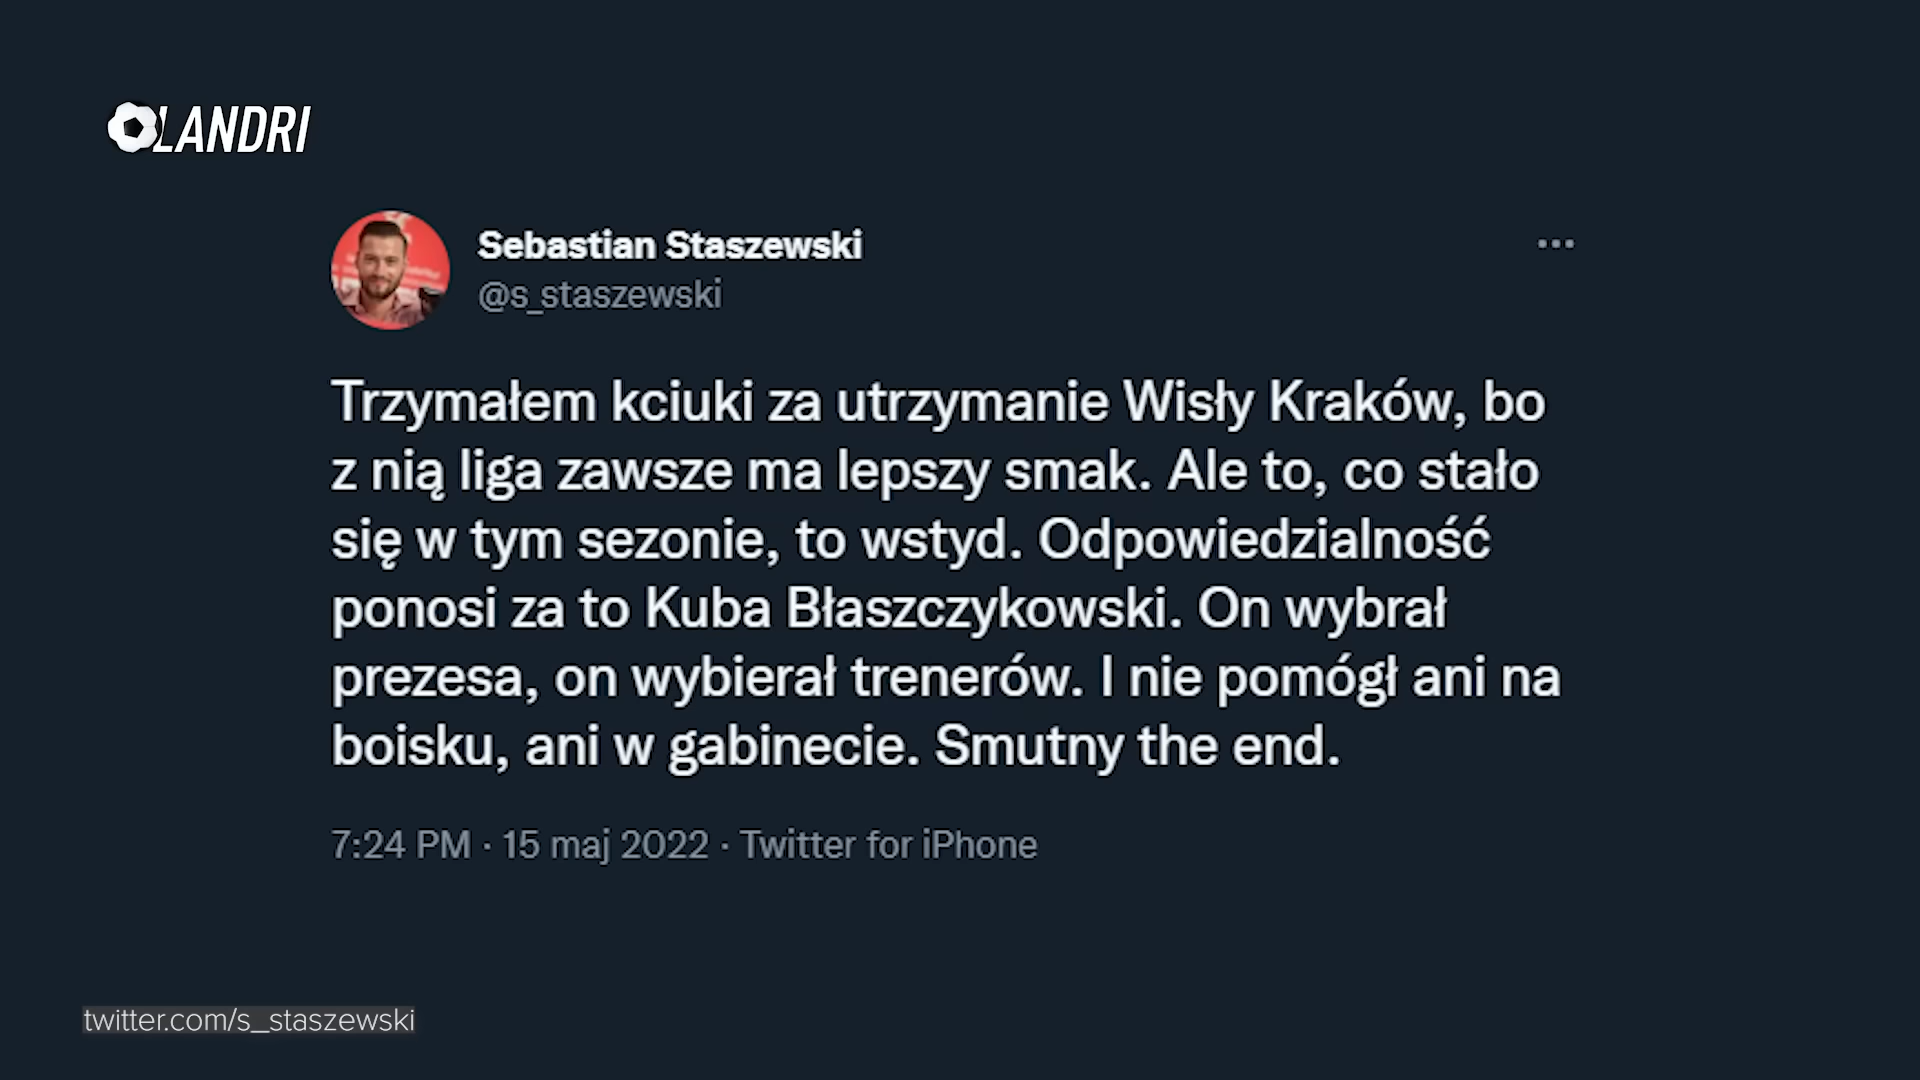 LANDRI
Sebastian Staszewski
@s_staszewski
Trzymałem kciuki za utrzymanie Wisły Kraków, bo
z nią liga zawsze ma lepszy smak. Ale to, co stało
się w tym sezonie, to wstyd. Odpowiedzialność
ponosi za to Kuba Błaszczykowski. On wybrał
prezesa, on wybierał trenerów. I nie pomógł ani na
boisku, ani w gabinecie. Smutny the end.
7:24 PM · 15 maj 2022 · Twitter for iPhone
twitter.com/s_staszewski